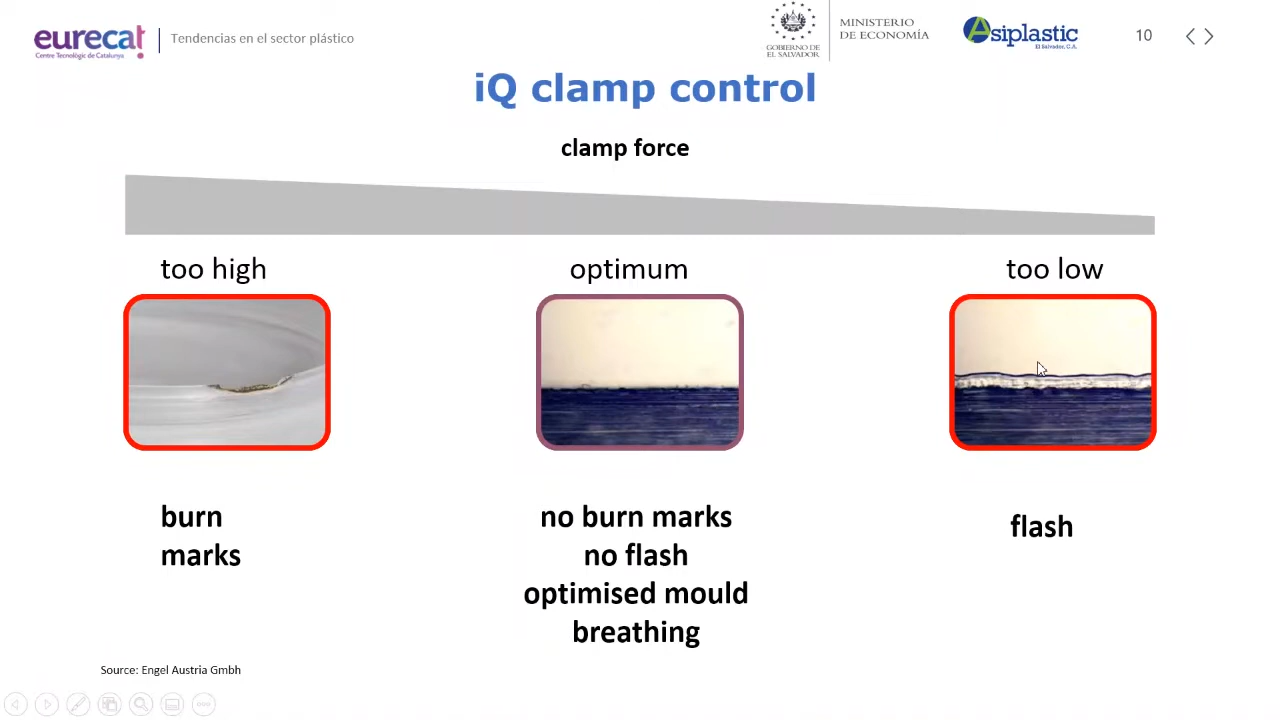 eurecat
Centre Tecnològic de Catalunya
Tendencias en el sector plástico
GOBIERNO DE
EL SALVADOR
MINISTERIO
DE ECONOMÍA
Asiplastic
El Salvador, C.A.
10
iQ clamp control
clamp force
too high
optimum
too low
burn
marks
no burn marks
no flash
optimised mould
breathing
flash
Source: Engel Austria Gmbh